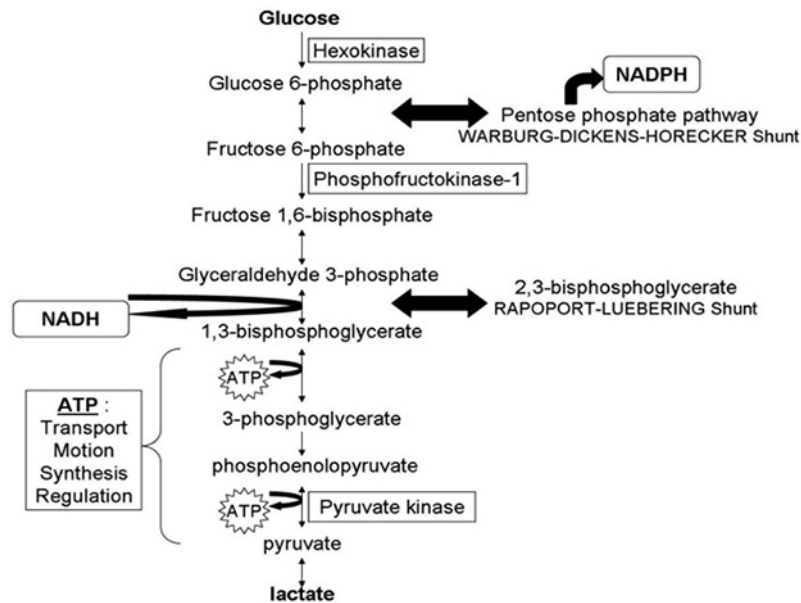 Glucose
Hexokinase
Glucose 6-phosphate
NADPH
Pentose phosphate pathway
WARBURG-DICKENS-HORECKER Shunt
Fructose 6-phosphate
Phosphofructokinase-1
Fructose 1,6-bisphosphate
Glyceraldehyde 3-phosphate
2,3-bisphosphoglycerate
RAPOPORT-LUEBERING Shunt
NADH
1,3-bisphosphoglycerate
ATP
ATP :
Transport
Motion
Synthesis
Regulation
3-phosphoglycerate
phosphoenolopyruvate
ATP
Pyruvate kinase
pyruvate
lactate